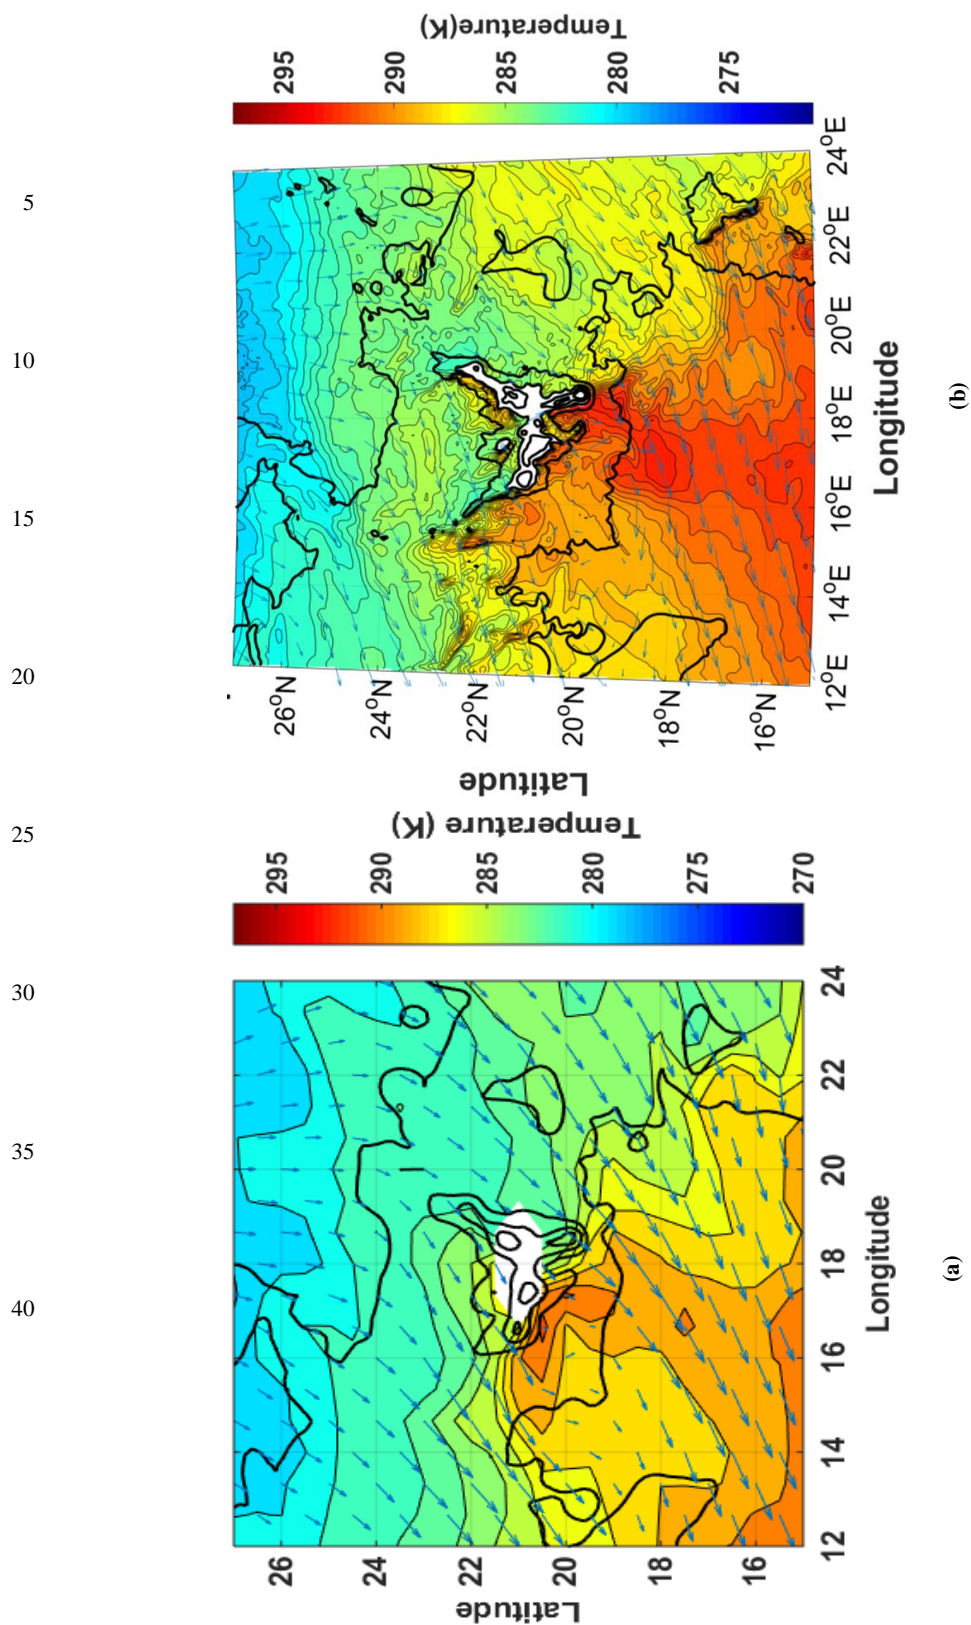 5
10
15
20
25
30
35
40
Latitude
26
24
22
20
18
16
12
14
16
18
20
22
24
Longitude
295
290
285
280
275
270
Temperature (K)
(a)
Latitude
26°N
24°N
22°N
20°N
18°N
16°N
12°E
14°E
16°E
18°E
20°E
22°E
24°E
Longitude
295
290
285
280
275
Temperature(K)
(b)